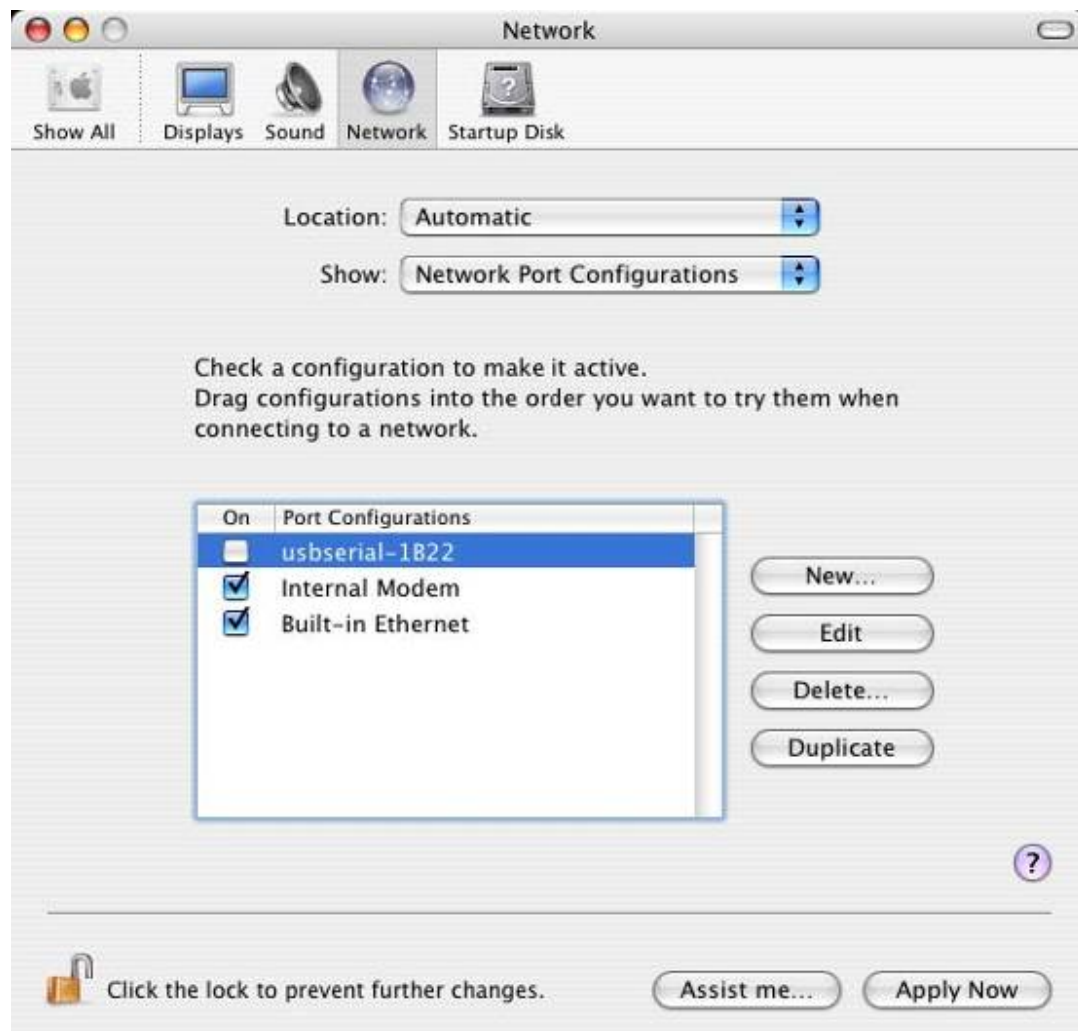 Network
Show All
Displays
Sound
Network
Startup Disk
Location: Automatic
Show: Network Port Configurations
Check a configuration to make it active.
Drag configurations into the order you want to try them when
connecting to a network.
On Port Configurations
usbserial-1B22
Internal Modem
Built-in Ethernet
New...
Edit
Delete...
Duplicate
?
Click the lock to prevent further changes.
Assist me...
Apply Now